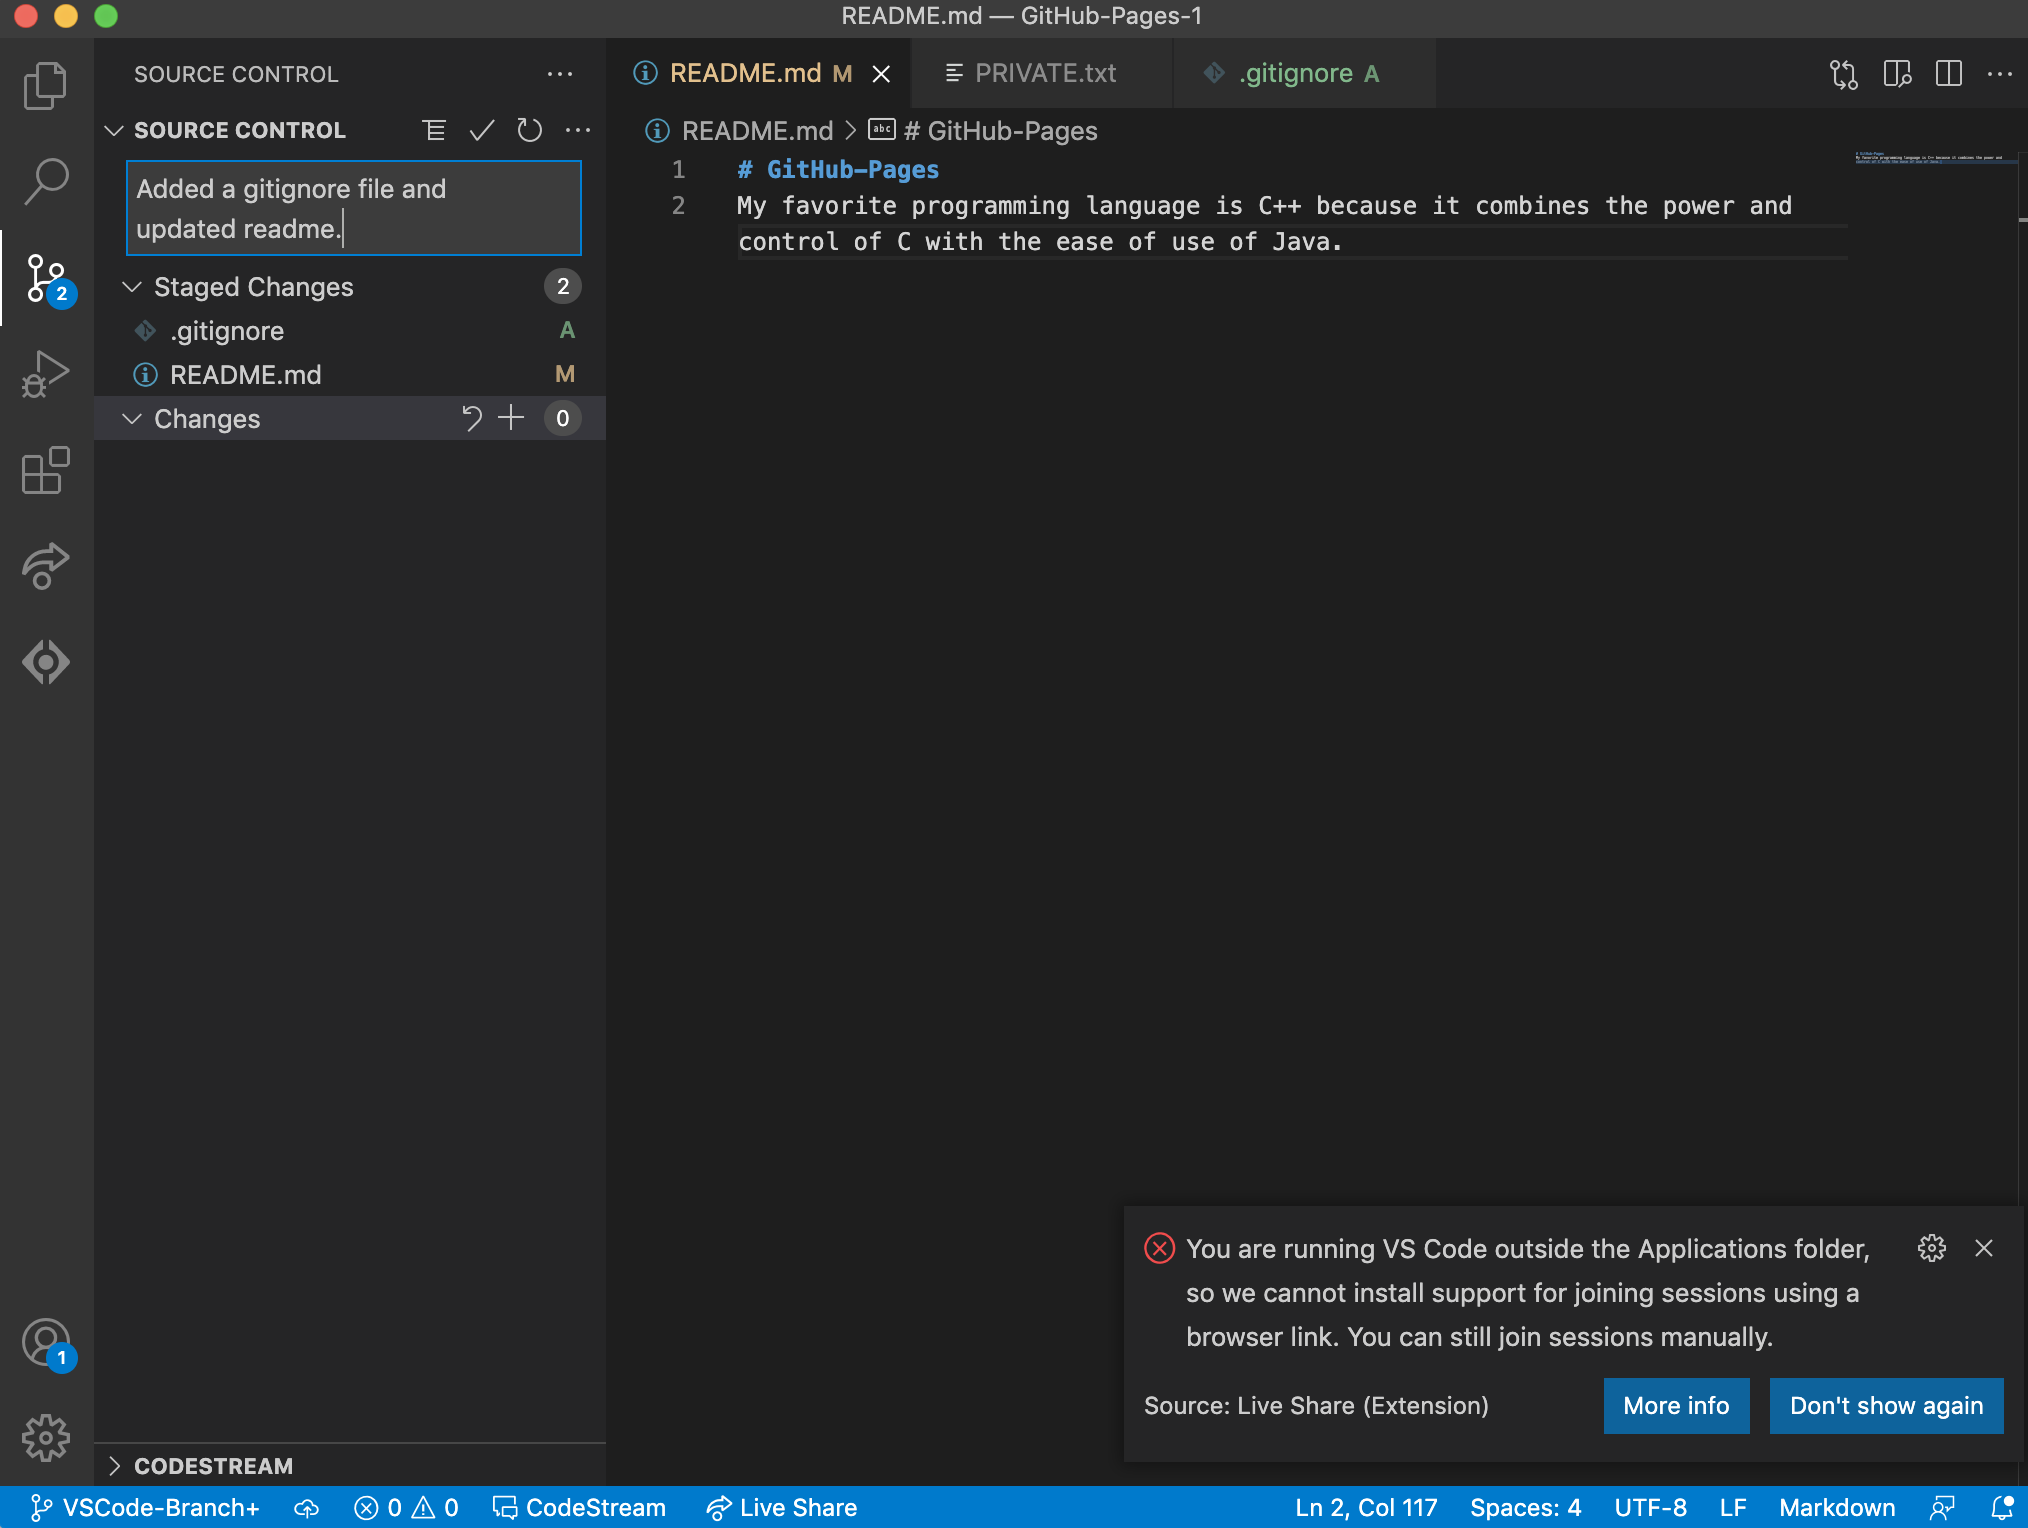 README.md — GitHub-Pages-1
SOURCE CONTROL
README.md M
PRIVATE.txt
.gitignore A
SOURCE CONTROL
README.md > # GitHub-Pages
Added a gitignore file and
updated readme.
Staged Changes 2
.gitignore A
README.md M
Changes 0
1 # GitHub-Pages
2 My favorite programming language is C++ because it combines the power and
control of C with the ease of use of Java.
2
1
You are running VS Code outside the Applications folder,
so we cannot install support for joining sessions using a
browser link. You can still join sessions manually.
Source: Live Share (Extension)
More info
Don't show again
CODESTREAM
VSCode-Branch+ 0 0 CodeStream Live Share Ln 2, Col 117 Spaces: 4 UTF-8 LF Markdown